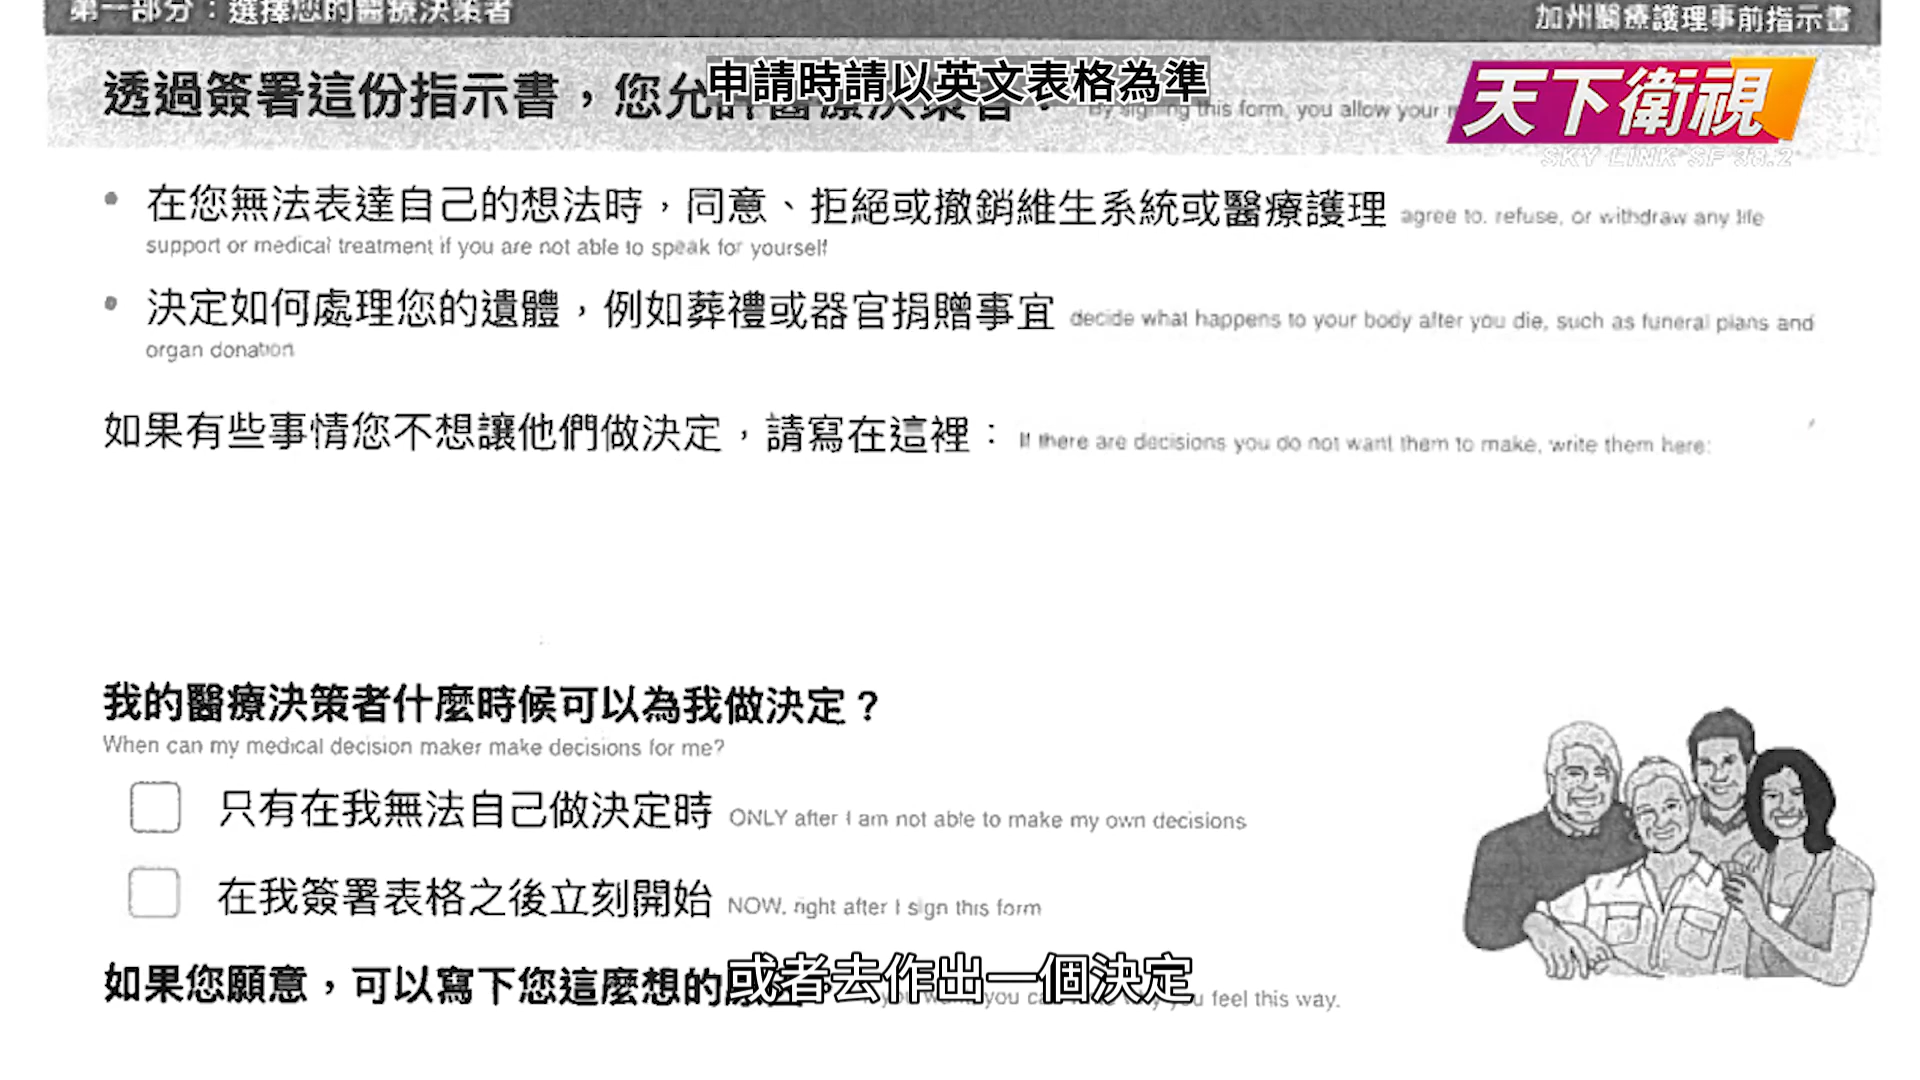 第一部分：選擇您的醫療決策者
加州醫療護理事前指示書
申請時請以英文表格為準
透過簽署這份指示書，您允許醫療決策者： By signing this form, you allow your
天下衛視
SKY LINK SF 38.2
• 在您無法表達自己的想法時，同意、拒絕或撤銷維生系統或醫療護理 agree to, refuse, or withdraw any life
support or medical treatment if you are not able to speak for yourself
• 決定如何處理您的遺體，例如葬禮或器官捐贈事宜 decide what happens to your body after you die, such as funeral plans and
organ donation
如果有些事情您不想讓他們做決定，請寫在這裡： If there are decisions you do not want them to make, write them here:
我的醫療決策者什麼時候可以為我做決定？
When can my medical decision maker make decisions for me?
只有在我無法自己做決定時 ONLY after I am not able to make my own decisions
在我簽署表格之後立刻開始 NOW, right after I sign this form
如果您願意，可以寫下您這麼想的 you feel this way.
或者去作出一個決定